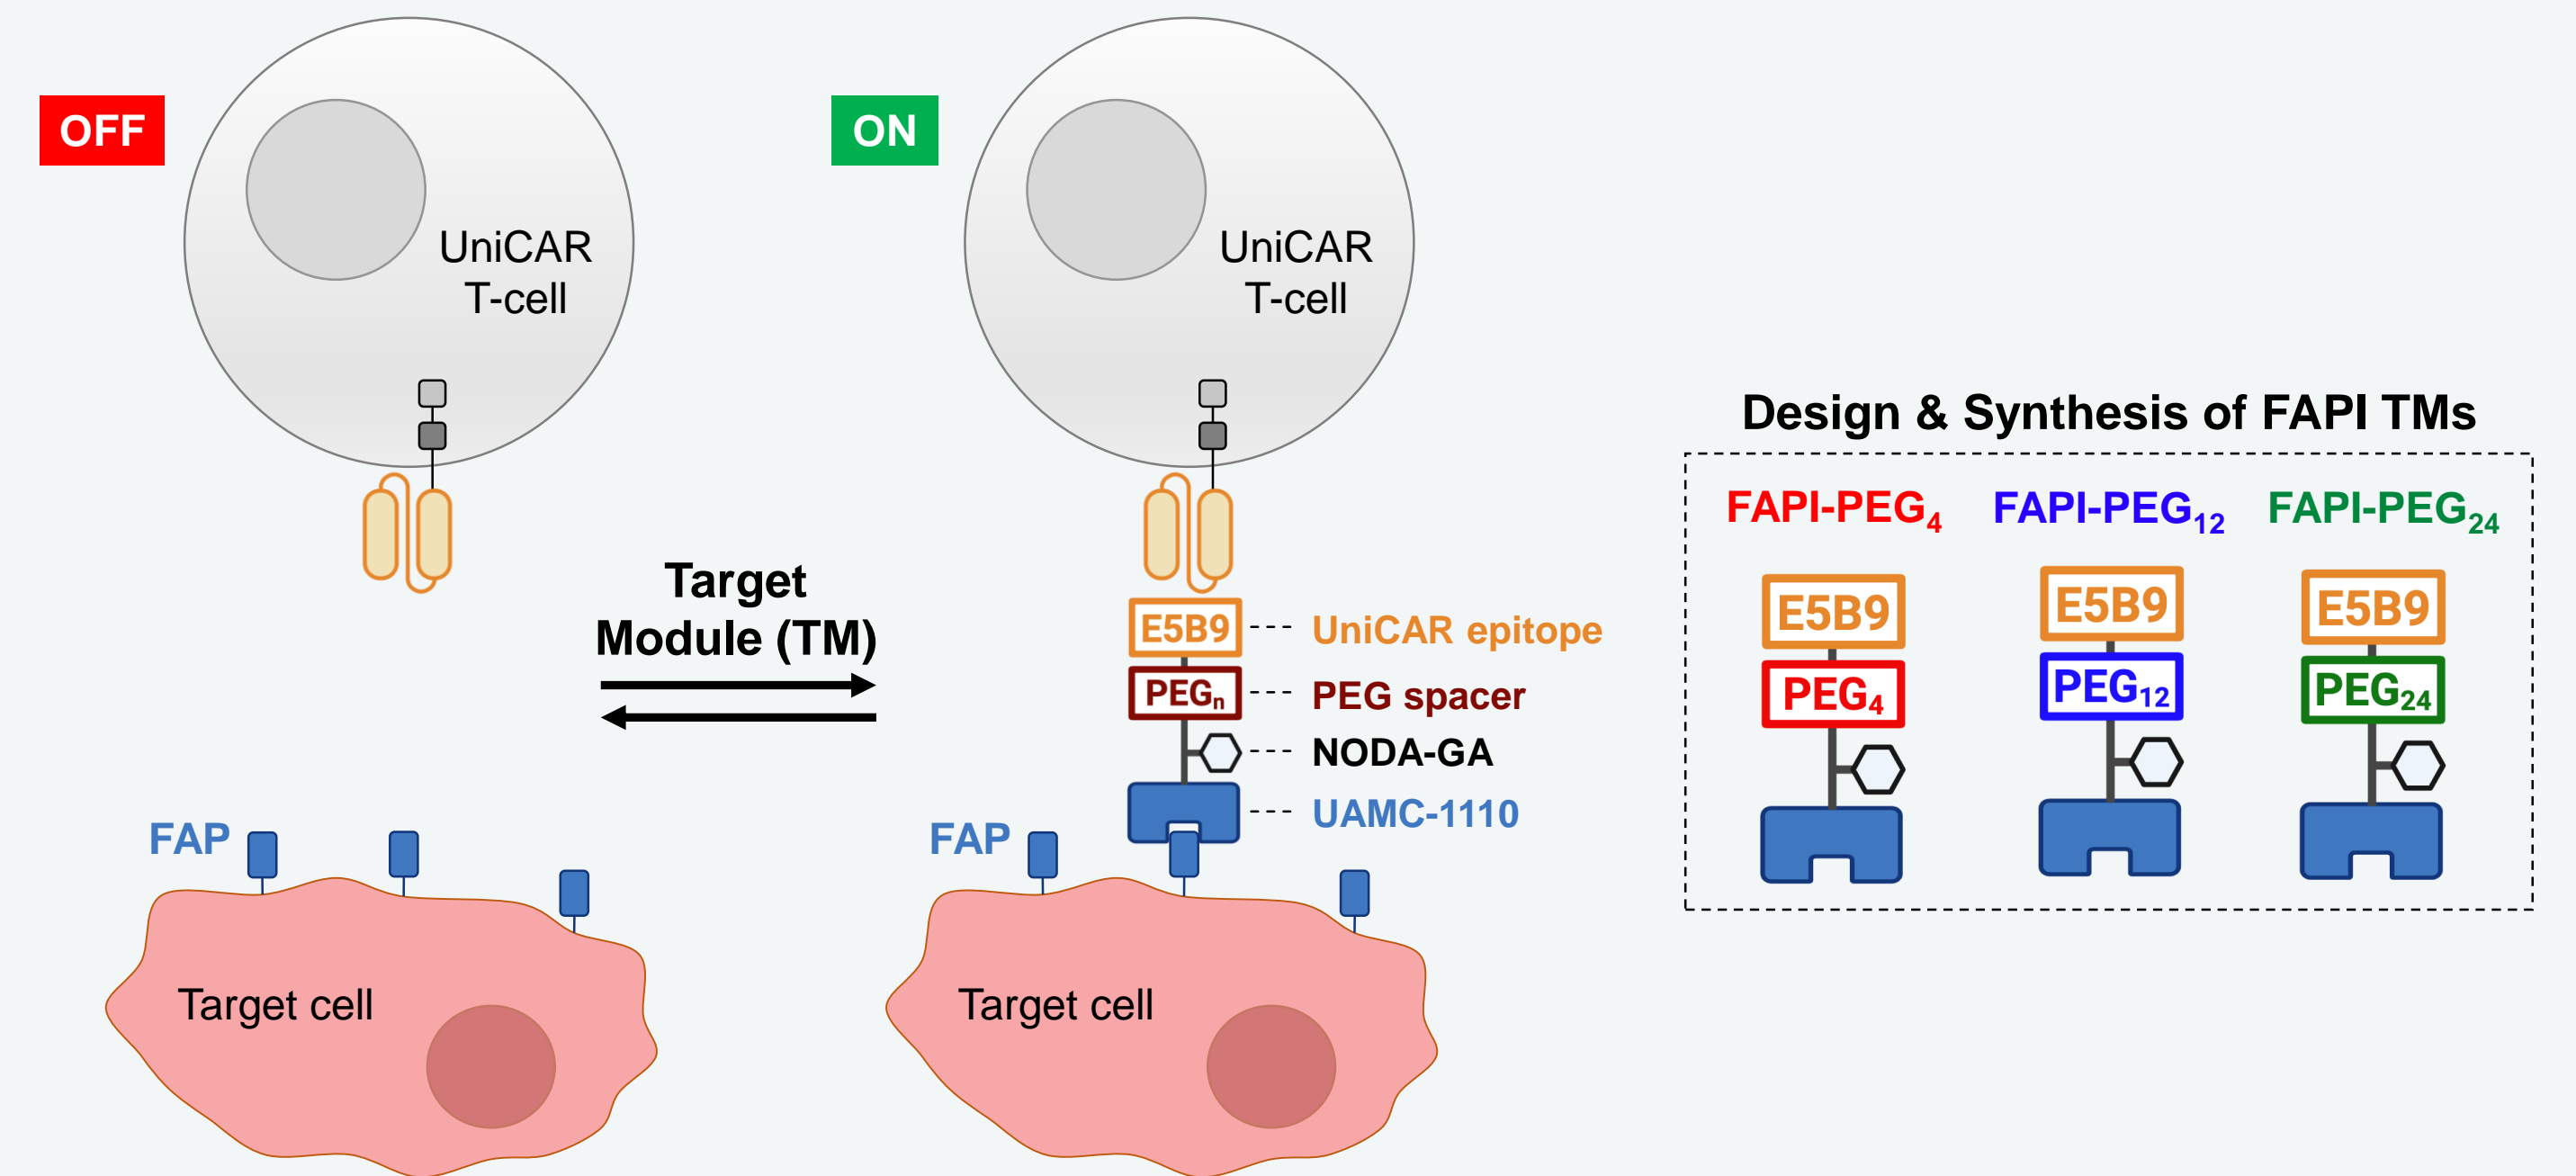 OFF
UniCAR
T-cell
FAP
Target cell
Target
Module (TM)
ON
UniCAR
T-cell
E5B9
UniCAR epitope
PEGₙ
PEG spacer
NODA-GA
UAMC-1110
FAP
Target cell
Design & Synthesis of FAPI TMs
FAPI-PEG₄
FAPI-PEG₁₂
FAPI-PEG₂₄
E5B9
E5B9
E5B9
PEG₄
PEG₁₂
PEG₂₄